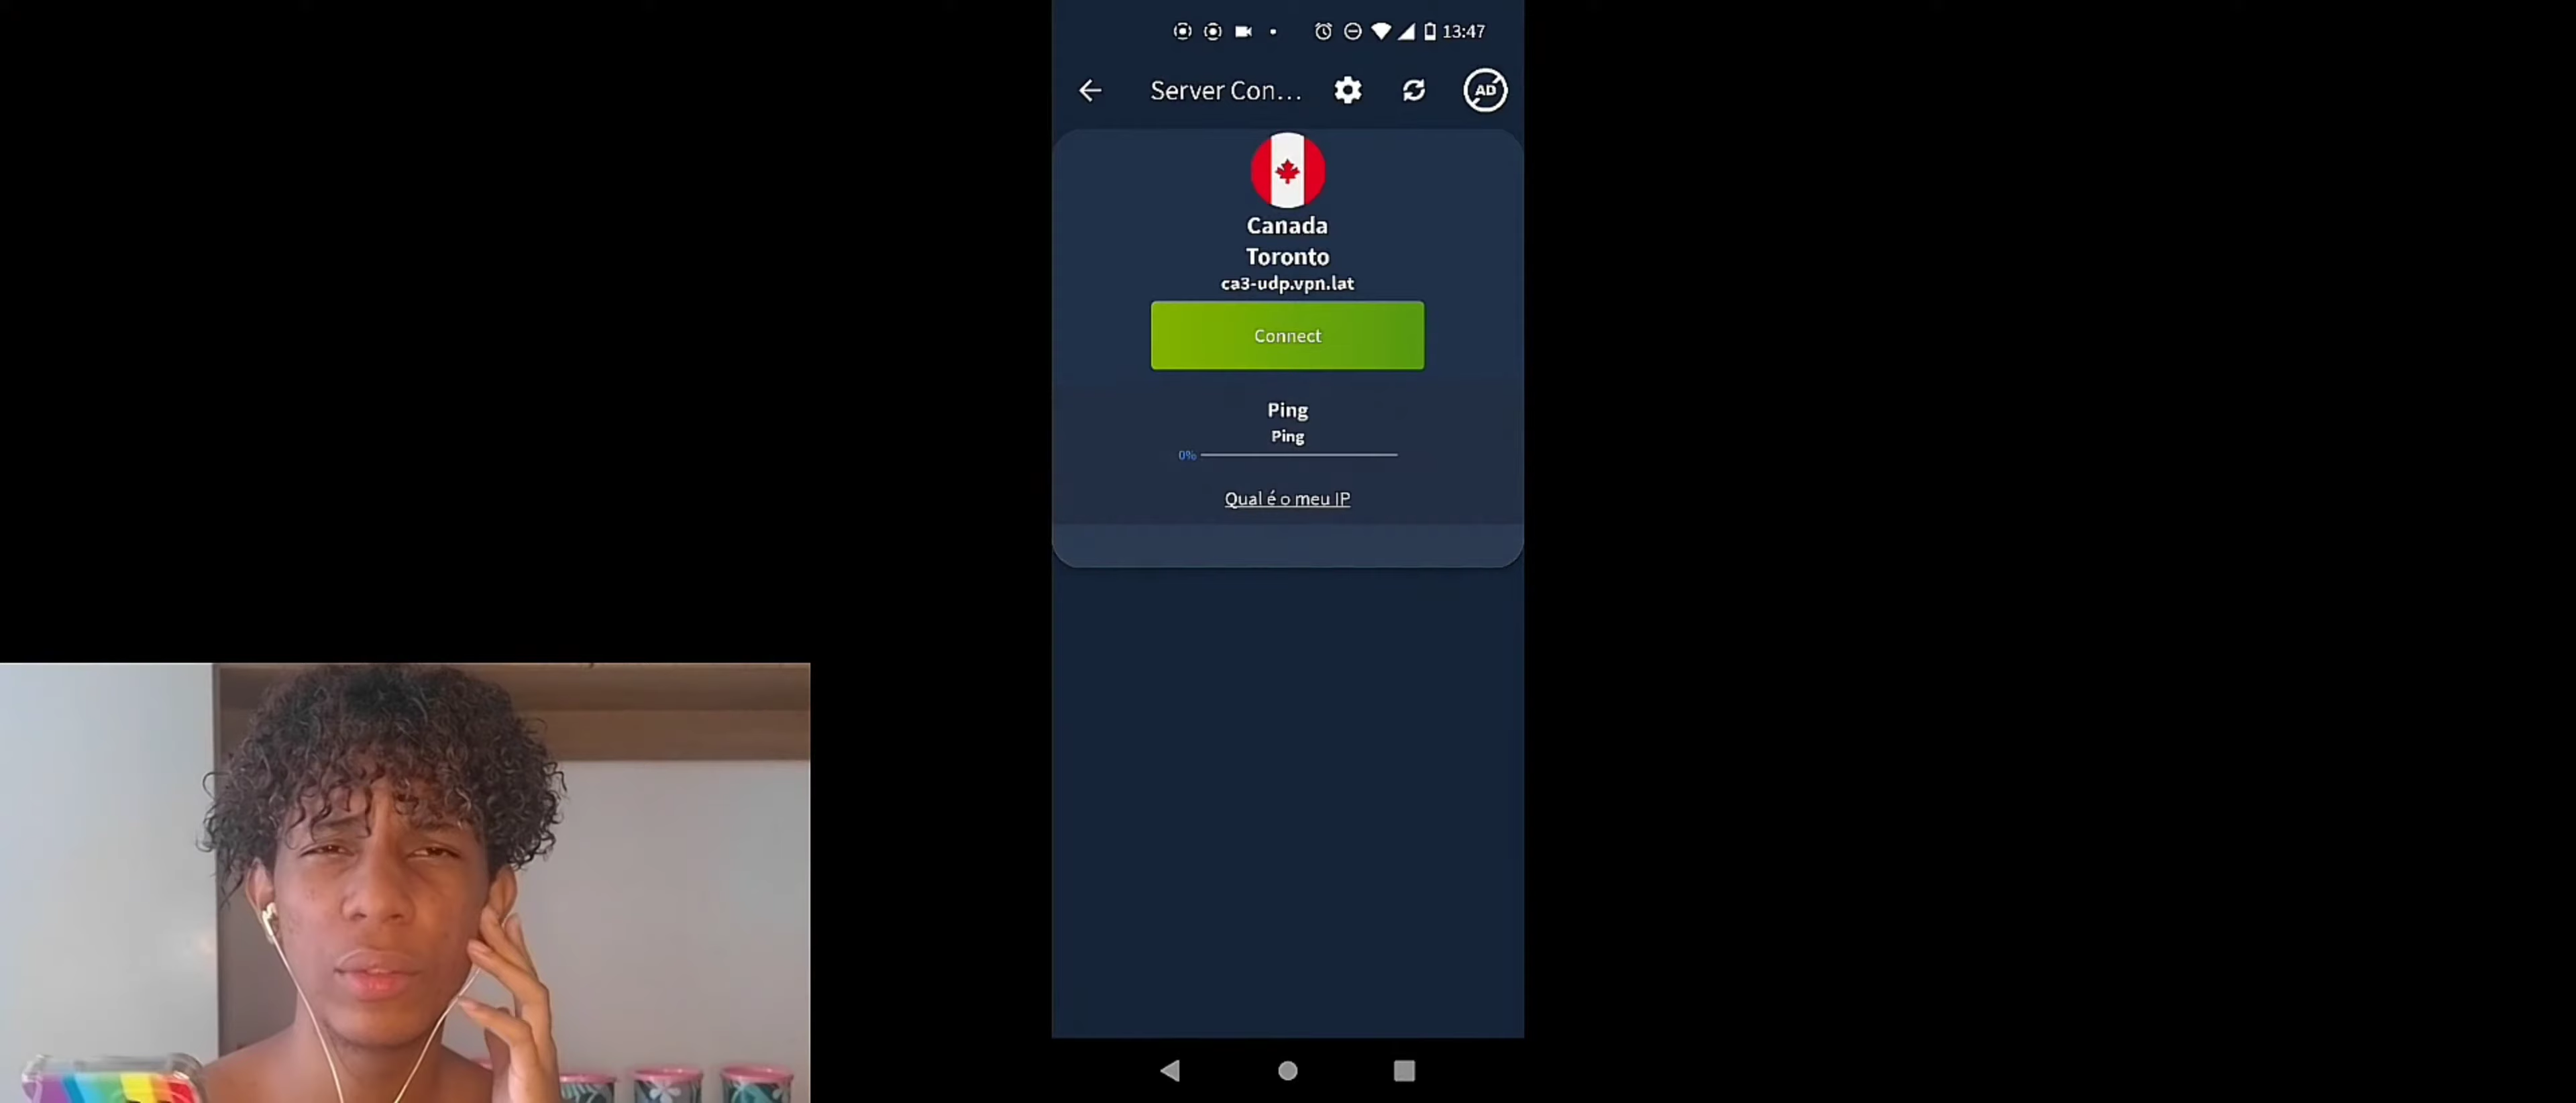 13:47
Server Con...
AD
Canada
Toronto
ca3-udp.vpn.lat
Connect
Ping
Ping
0%
Qual é o meu IP